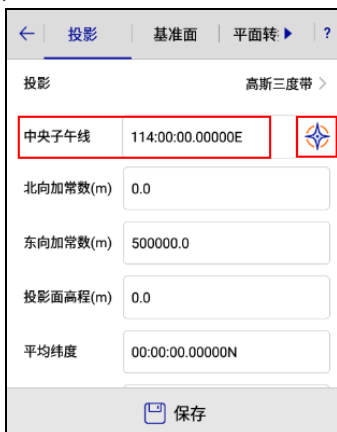 ← 投影 基准面 平面转 ?
投影 高斯三度带 >
中央子午线 114:00:00.00000E
北向加常数(m) 0.0
东向加常数(m) 500000.0
投影面高程(m) 0.0
平均纬度 00:00:00.00000N
保存